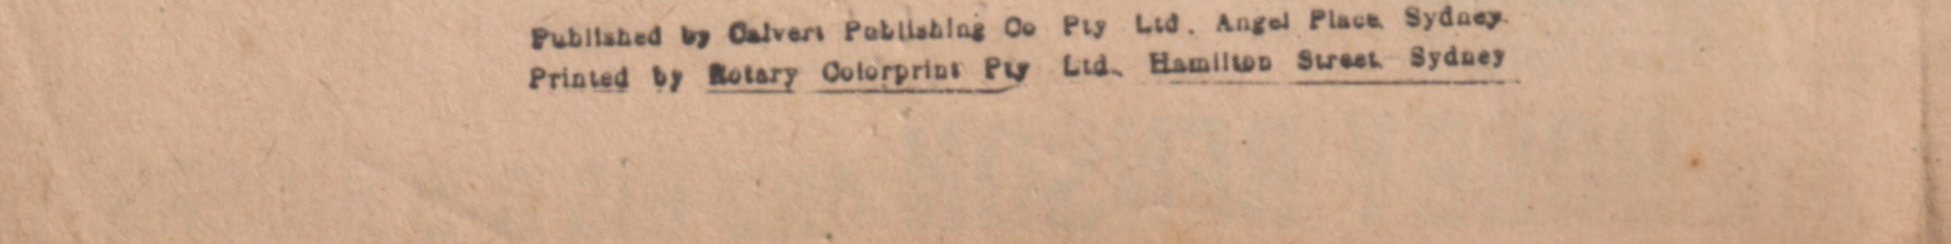 Published by Calvert Publishing Co Pty Ltd. Angel Place, Sydney.
Printed by Rotary Colorprint Pty Ltd., Hamilton Street, Sydney